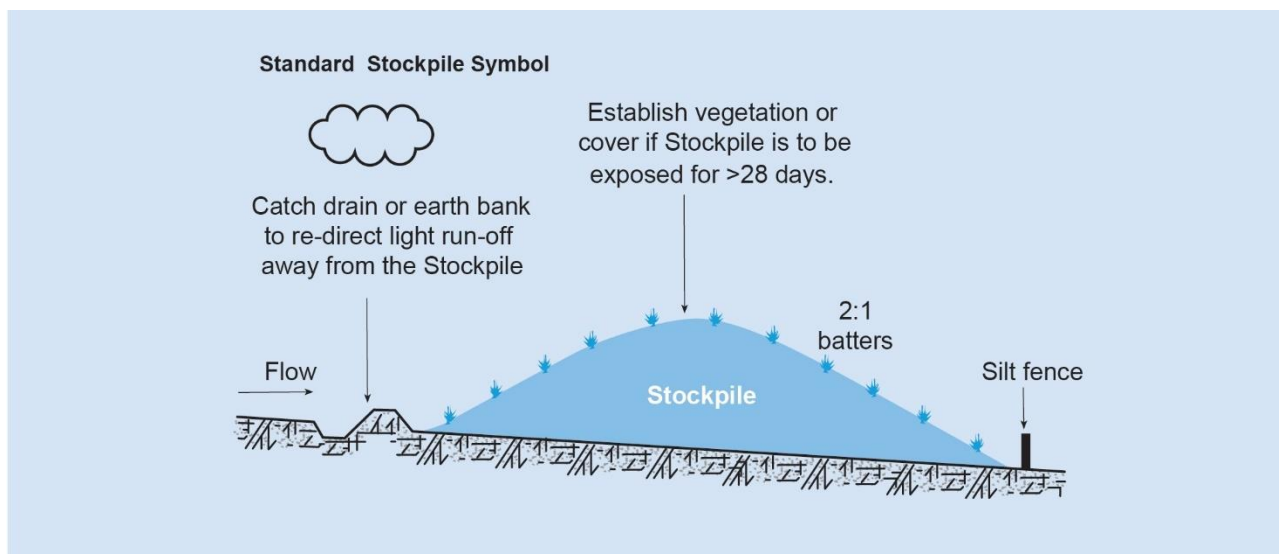 Standard Stockpile Symbol
Establish vegetation or
cover if Stockpile is to be
exposed for >28 days.
Catch drain or earth bank
to re-direct light run-off
away from the Stockpile
2:1
batters
Flow
Silt fence
Stockpile